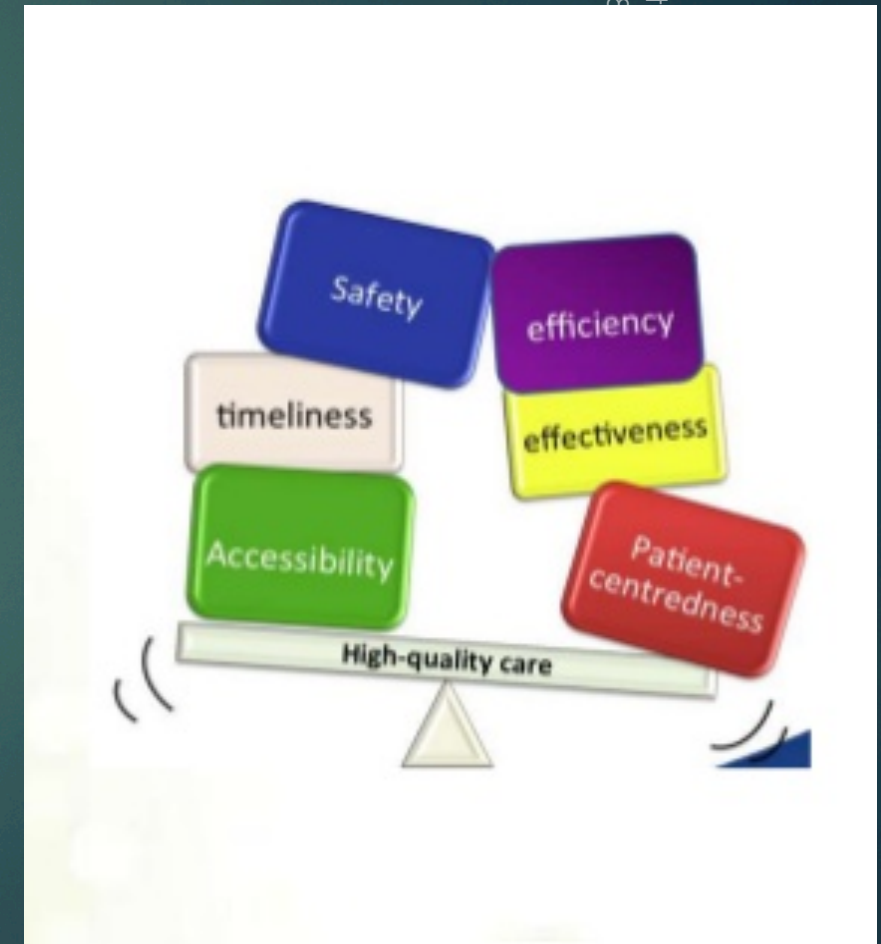 Safety
efficiency
timeliness
effectiveness
Accessibility
Patient-
centredness
High-quality care